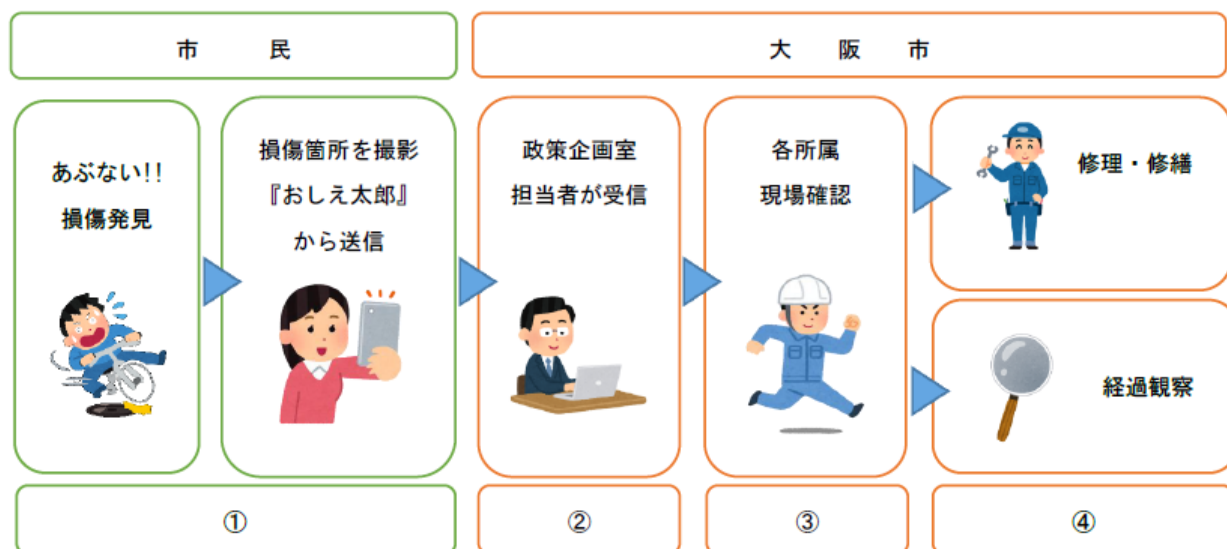 市　　　民
大　阪　市
あぶない!!
損傷発見
損傷箇所を撮影
『おしえ太郎』
から送信
政策企画室
担当者が受信
各所属
現場確認
修理・修繕
経過観察
①
②
③
④